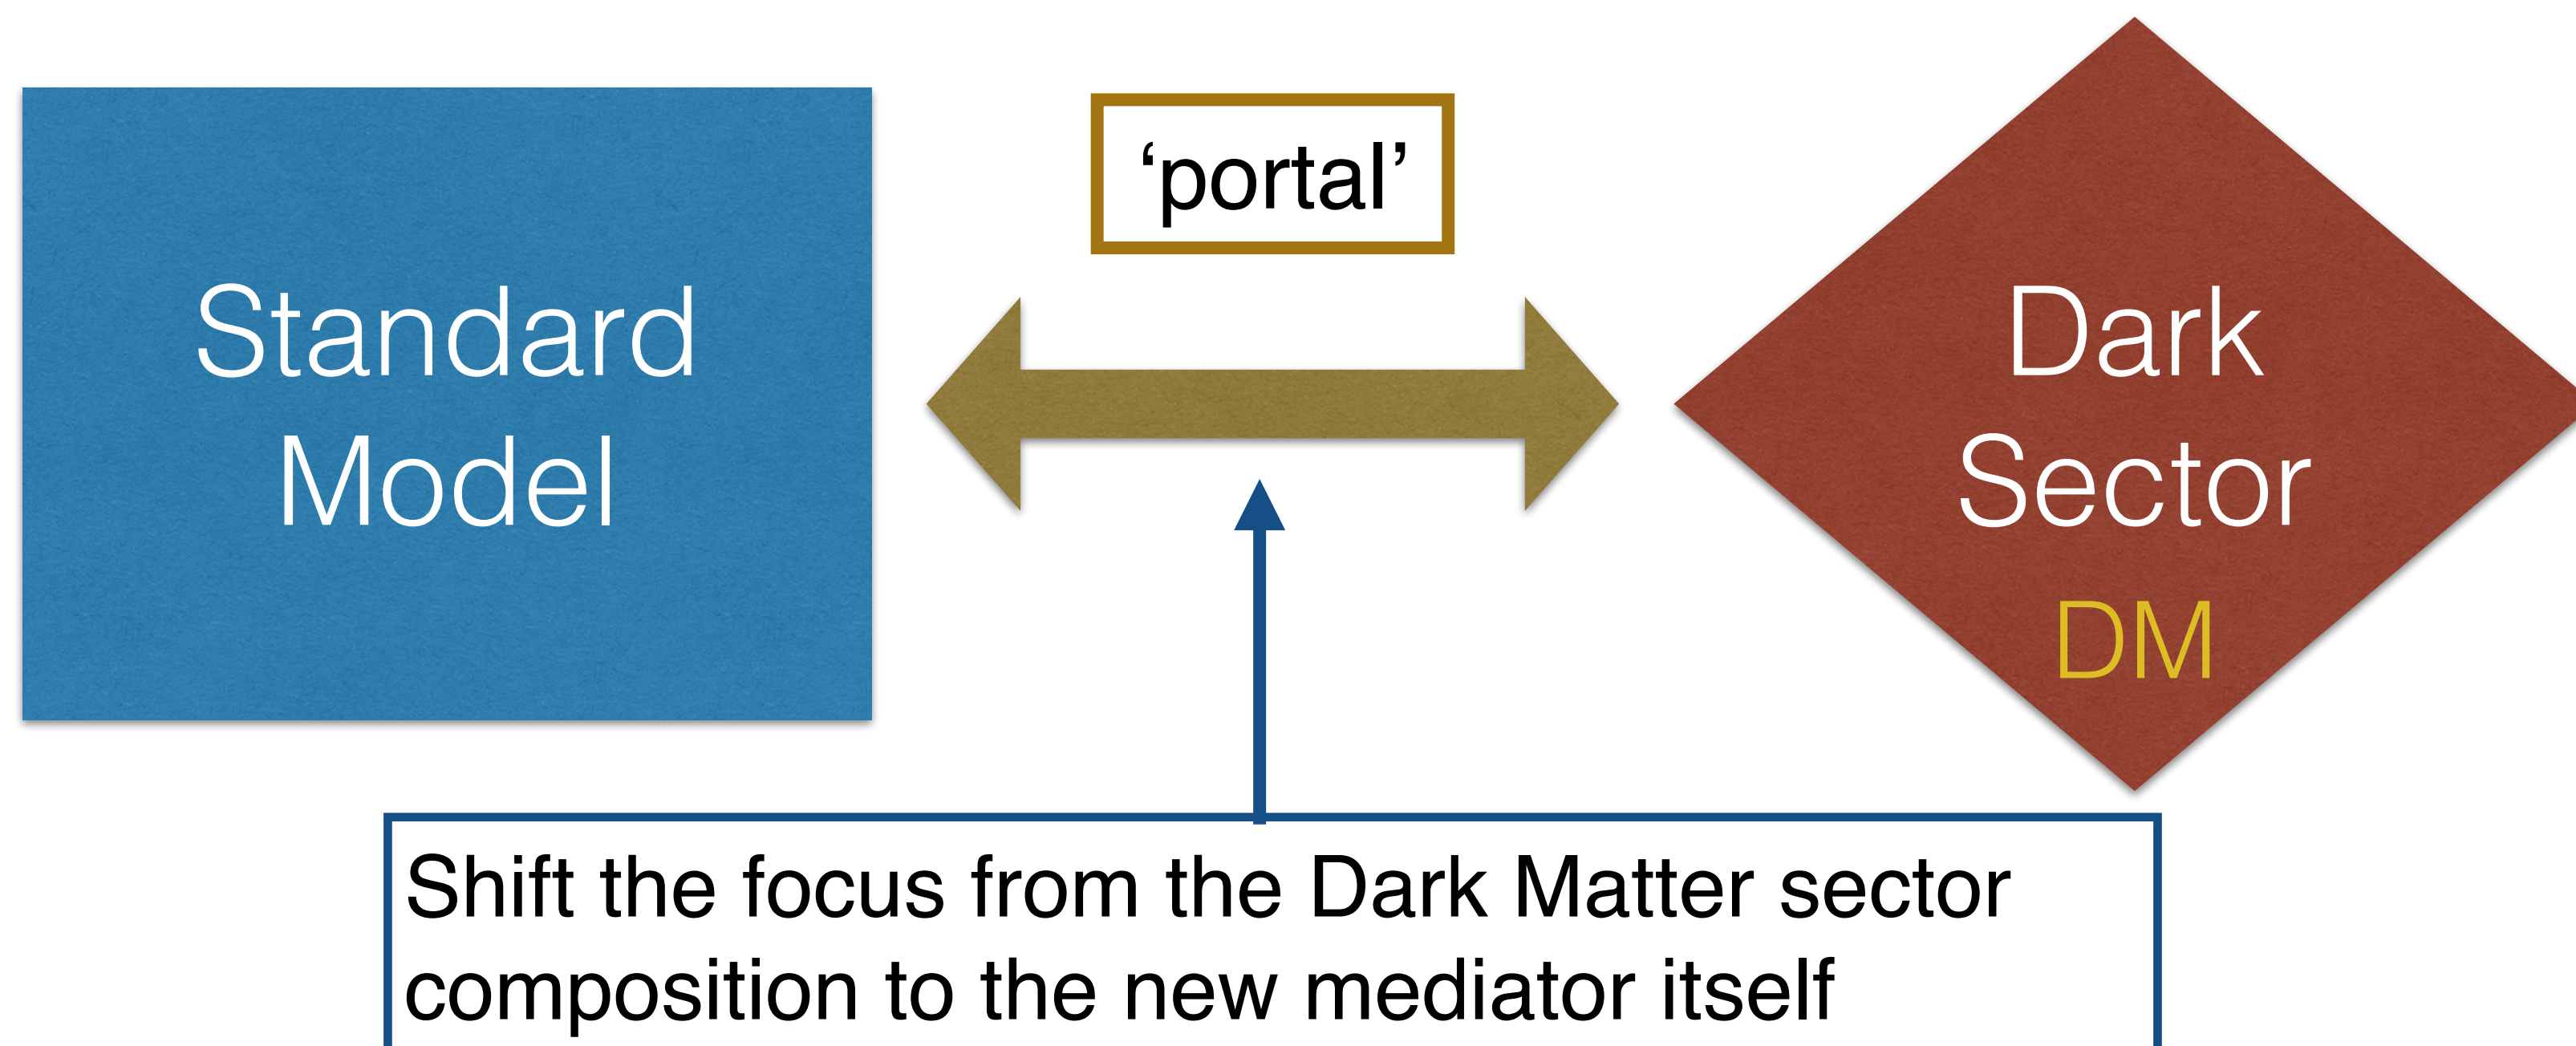 Standard
Model
‘portal’
Dark
Sector
DM
Shift the focus from the Dark Matter sector
composition to the new mediator itself